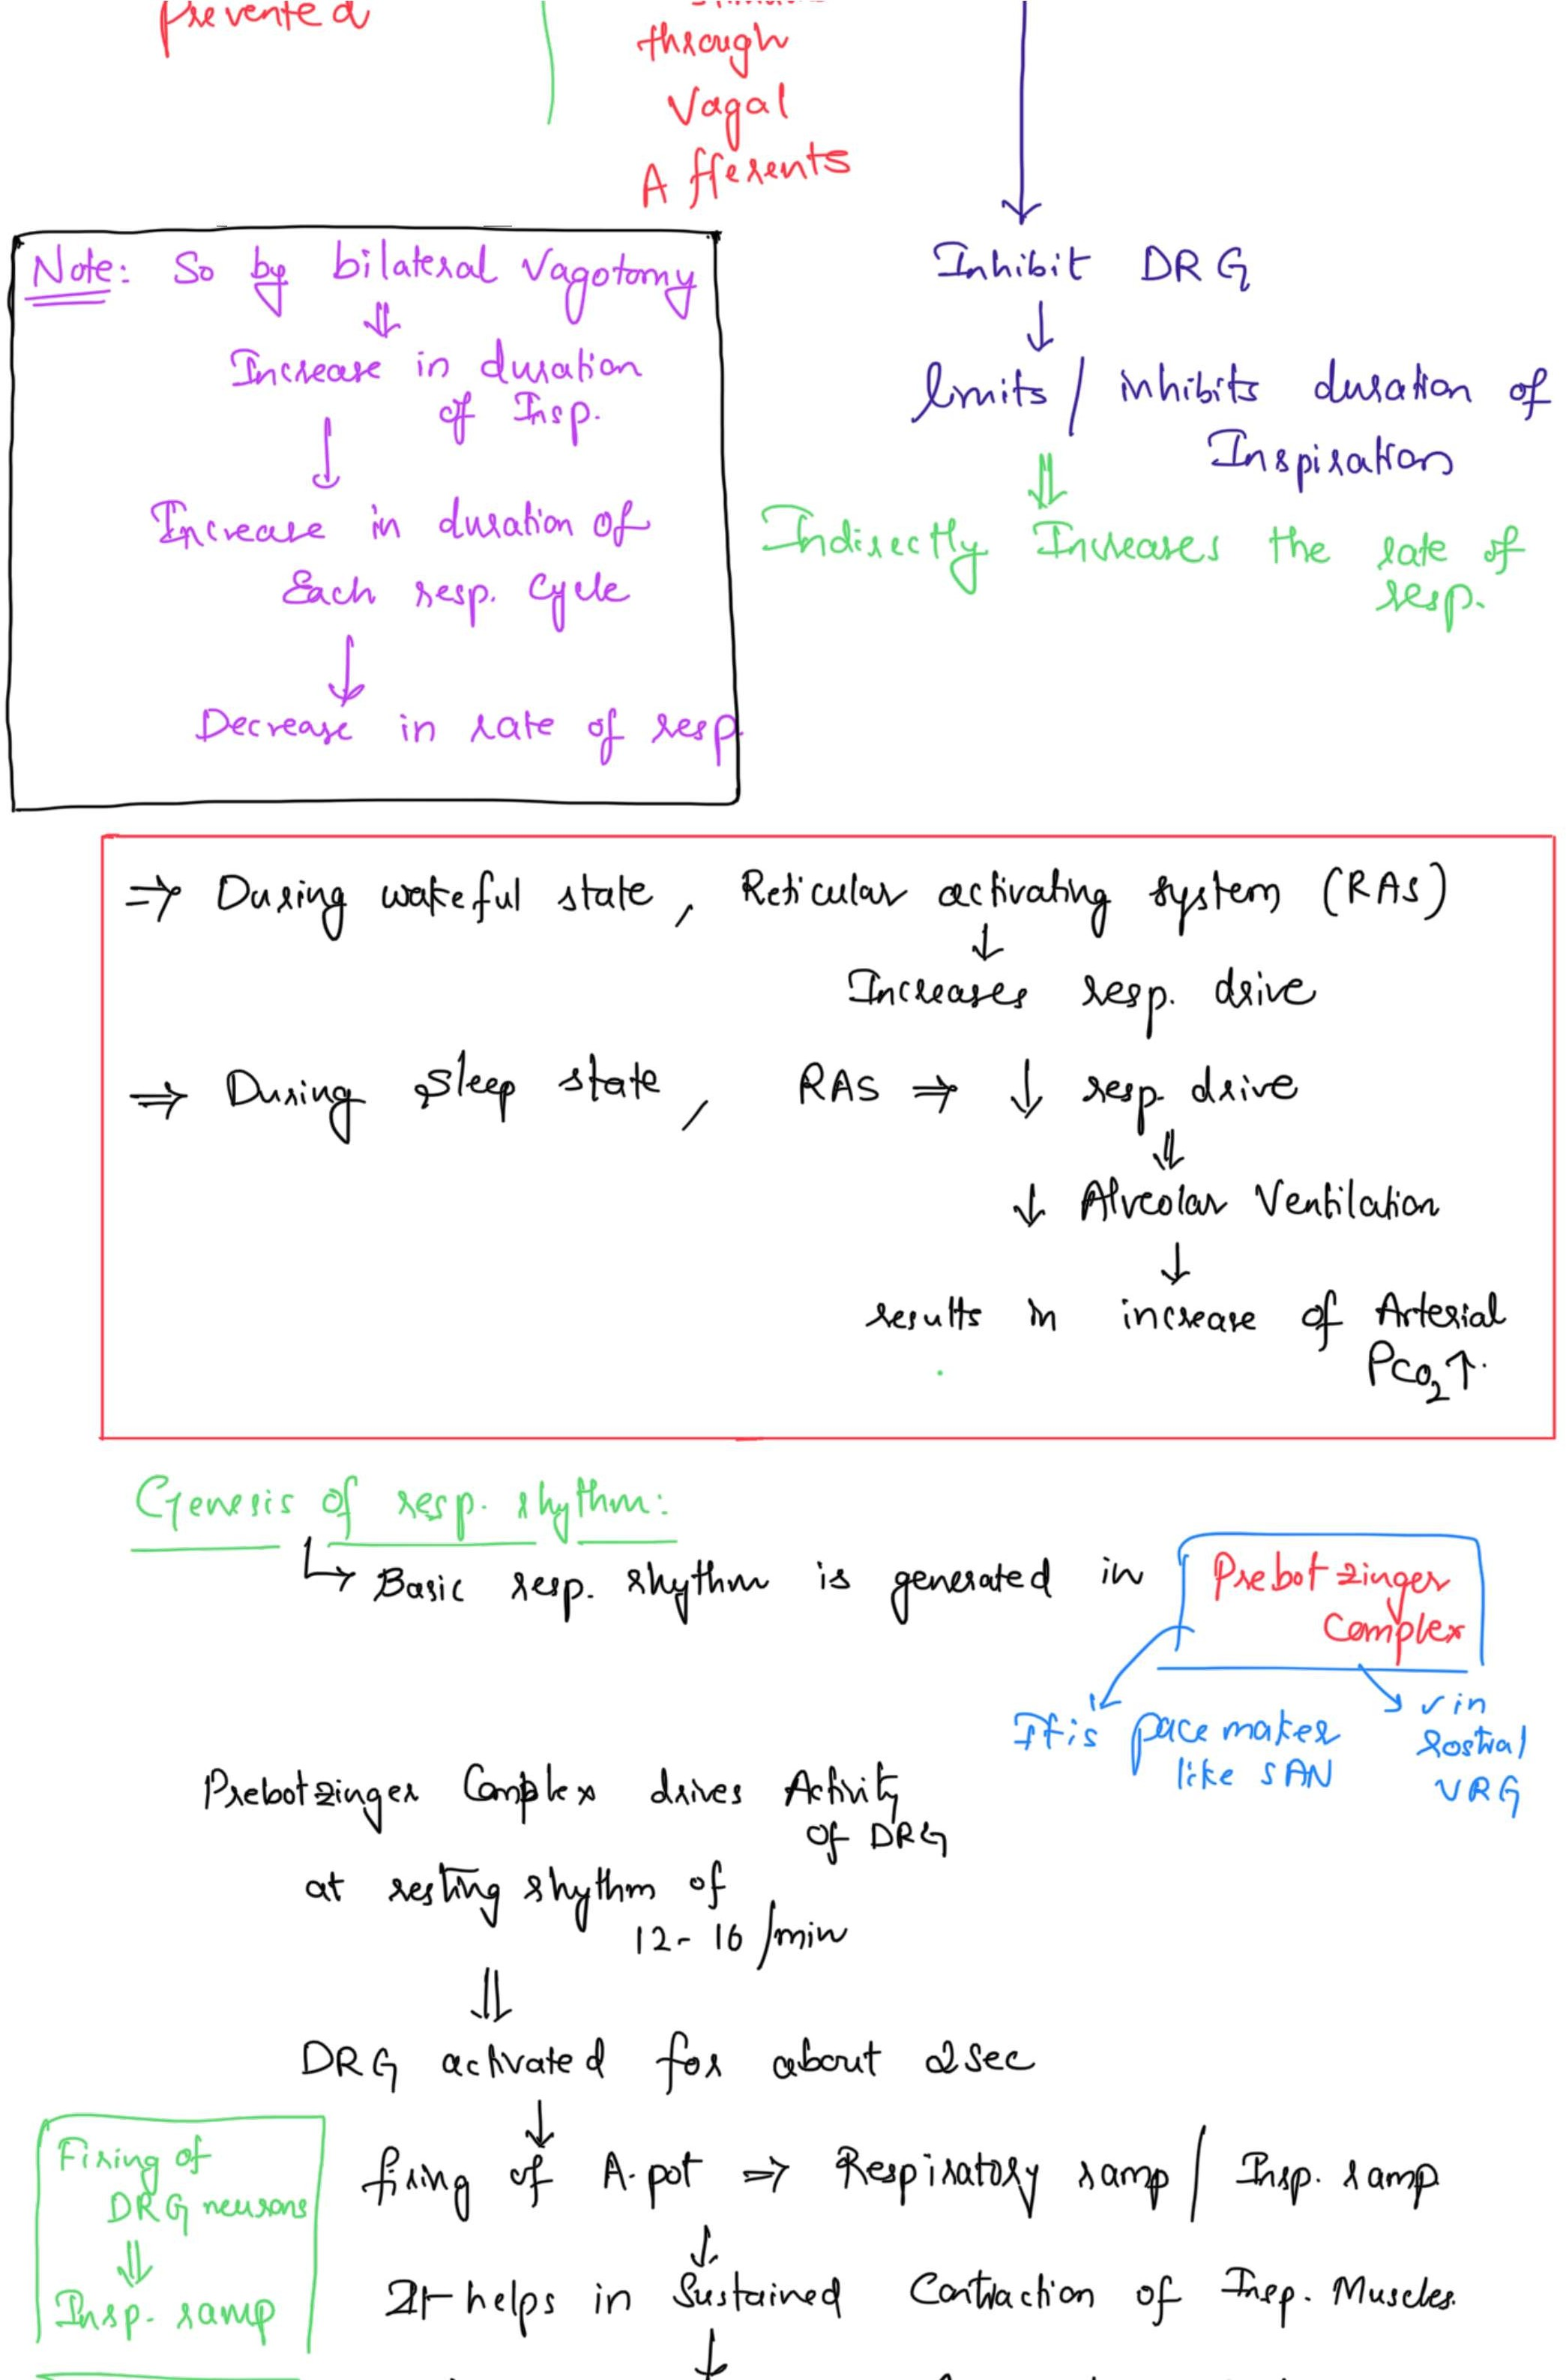 prevented
through
Vagal
Afferents
Note: So by bilateral Vagotomy
⇓
Increase in duration
of Insp.
↓
Increase in duration of
Each resp. Cycle
↓
Decrease in rate of resp.
Inhibit DRG
↓
limits / inhibits duration of
Inspiration
⇓
Indirectly Increases the rate of
resp.
⇒ During wakeful state, Reticular activating system (RAS)
↓
Increases resp. drive
⇒ During sleep state, RAS ⇒ ↓ resp. drive
⇓
↓ Alveolar Ventilation
↓
results in increase of Arterial
PCO₂↑.
Genesis of resp. rhythm:
↳ Basic resp. rhythm is generated in Prebotzinger
Complex
It is pace maker
like SAN
✓ in
rostral
VRG
Prebotzinger Complex drives Activity
of DRG
at resting rhythm of
12-16 /min
⇓
DRG activated for about 2sec
↓
firing of A.pot ⇒ Respiratory ramp / Insp. ramp
↓
It helps in Sustained Contraction of Insp. Muscles.
↓
Firing of
DRG neurons
⇓
Insp. ramp